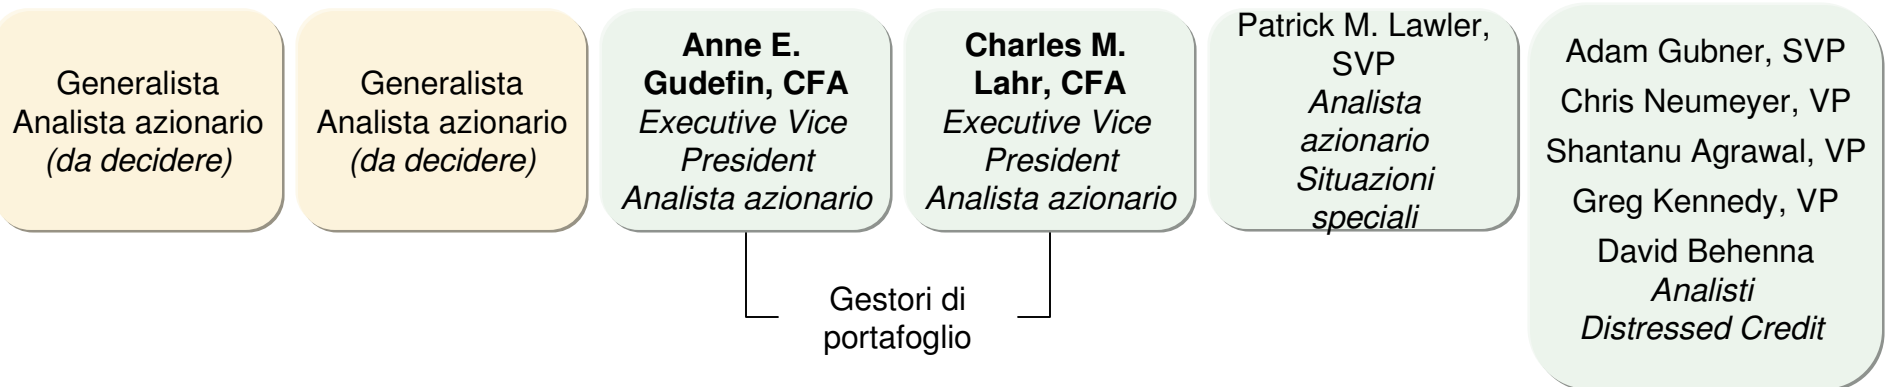 Generalista
Analista azionario
(da decidere)
Generalista
Analista azionario
(da decidere)
Anne E.
Gudefin, CFA
Executive Vice
President
Analista azionario
Charles M.
Lahr, CFA
Executive Vice
President
Analista azionario
Patrick M. Lawler,
SVP
Analista
azionario
Situazioni
speciali
Adam Gubner, SVP
Chris Neumeyer, VP
Shantanu Agrawal, VP
Greg Kennedy, VP
David Behenna
Analisti
Distressed Credit
Gestori di
portafoglio